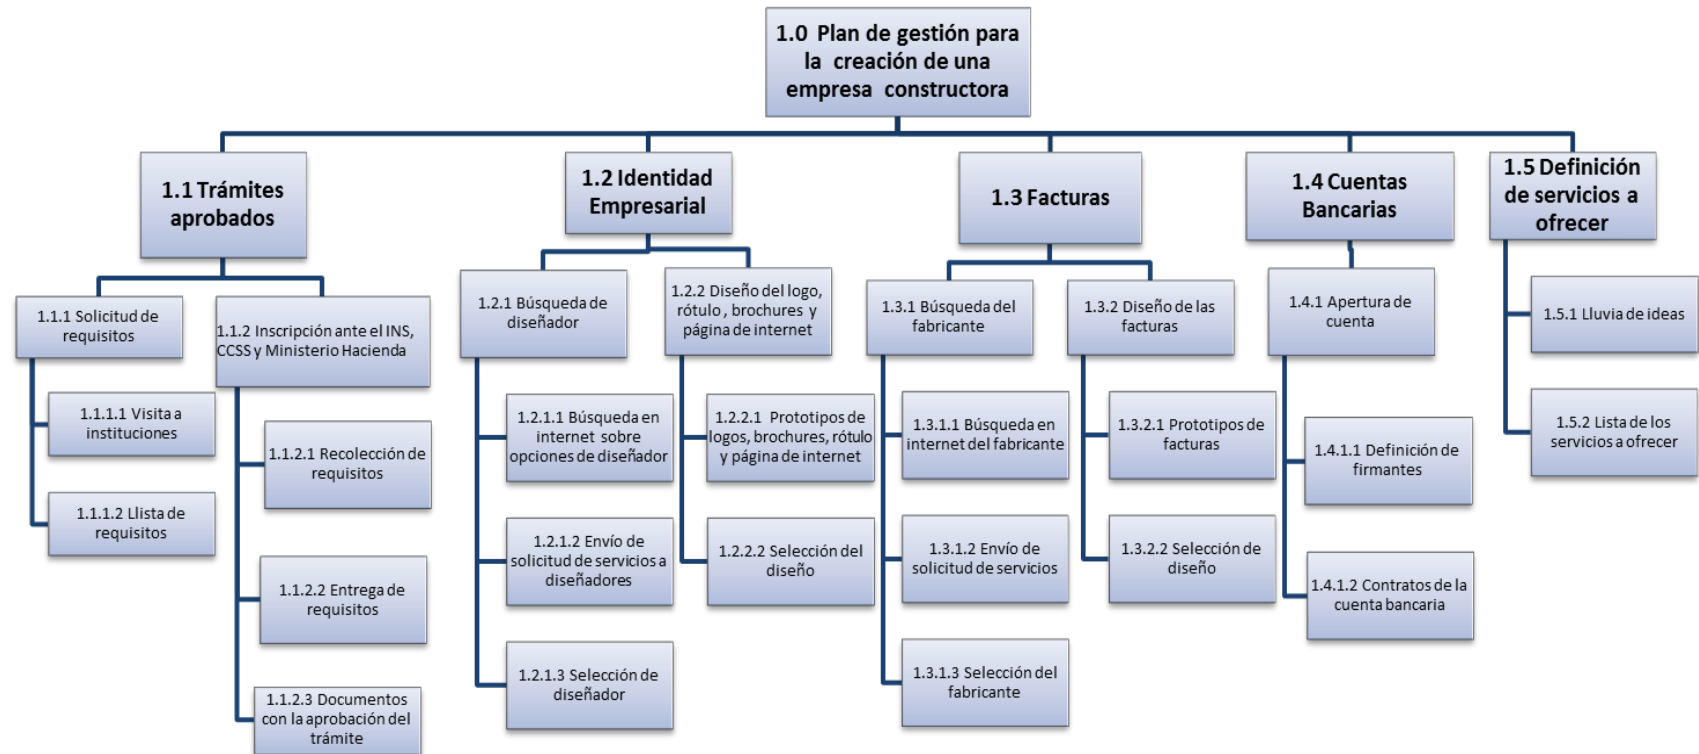 1.0 Plan de gestión para
la creación de una
empresa constructora
1.1 Trámites
aprobados
1.2 Identidad
Empresarial
1.3 Facturas
1.4 Cuentas
Bancarias
1.5 Definición
de servicios a
ofrecer
1.1.1 Solicitud de
requisitos
1.1.2 Inscripción ante el INS,
CCSS y Ministerio Hacienda
1.2.1 Búsqueda de
diseñador
1.2.2 Diseño del logo,
rótulo , brochures y
página de internet
1.3.1 Búsqueda del
fabricante
1.3.2 Diseño de las
facturas
1.4.1 Apertura de
cuenta
1.5.1 Lluvia de ideas
1.5.2 Lista de los
servicios a ofrecer
1.1.1.1 Visita a
instituciones
1.1.1.2 Llista de
requisitos
1.1.2.1 Recolección de
requisitos
1.1.2.2 Entrega de
requisitos
1.1.2.3 Documentos
con la aprobación del
trámite
1.2.1.1 Búsqueda en
internet sobre
opciones de diseñador
1.2.1.2 Envío de
solicitud de servicios a
diseñadores
1.2.1.3 Selección de
diseñador
1.2.2.1 Prototipos de
logos, brochures, rótulo
y página de internet
1.2.2.2 Selección del
diseño
1.3.1.1 Búsqueda en
internet del fabricante
1.3.1.2 Envío de
solicitud de servicios
1.3.1.3 Selección del
fabricante
1.3.2.1 Prototipos de
facturas
1.3.2.2 Selección de
diseño
1.4.1.1 Definición de
firmantes
1.4.1.2 Contratos de la
cuenta bancaria